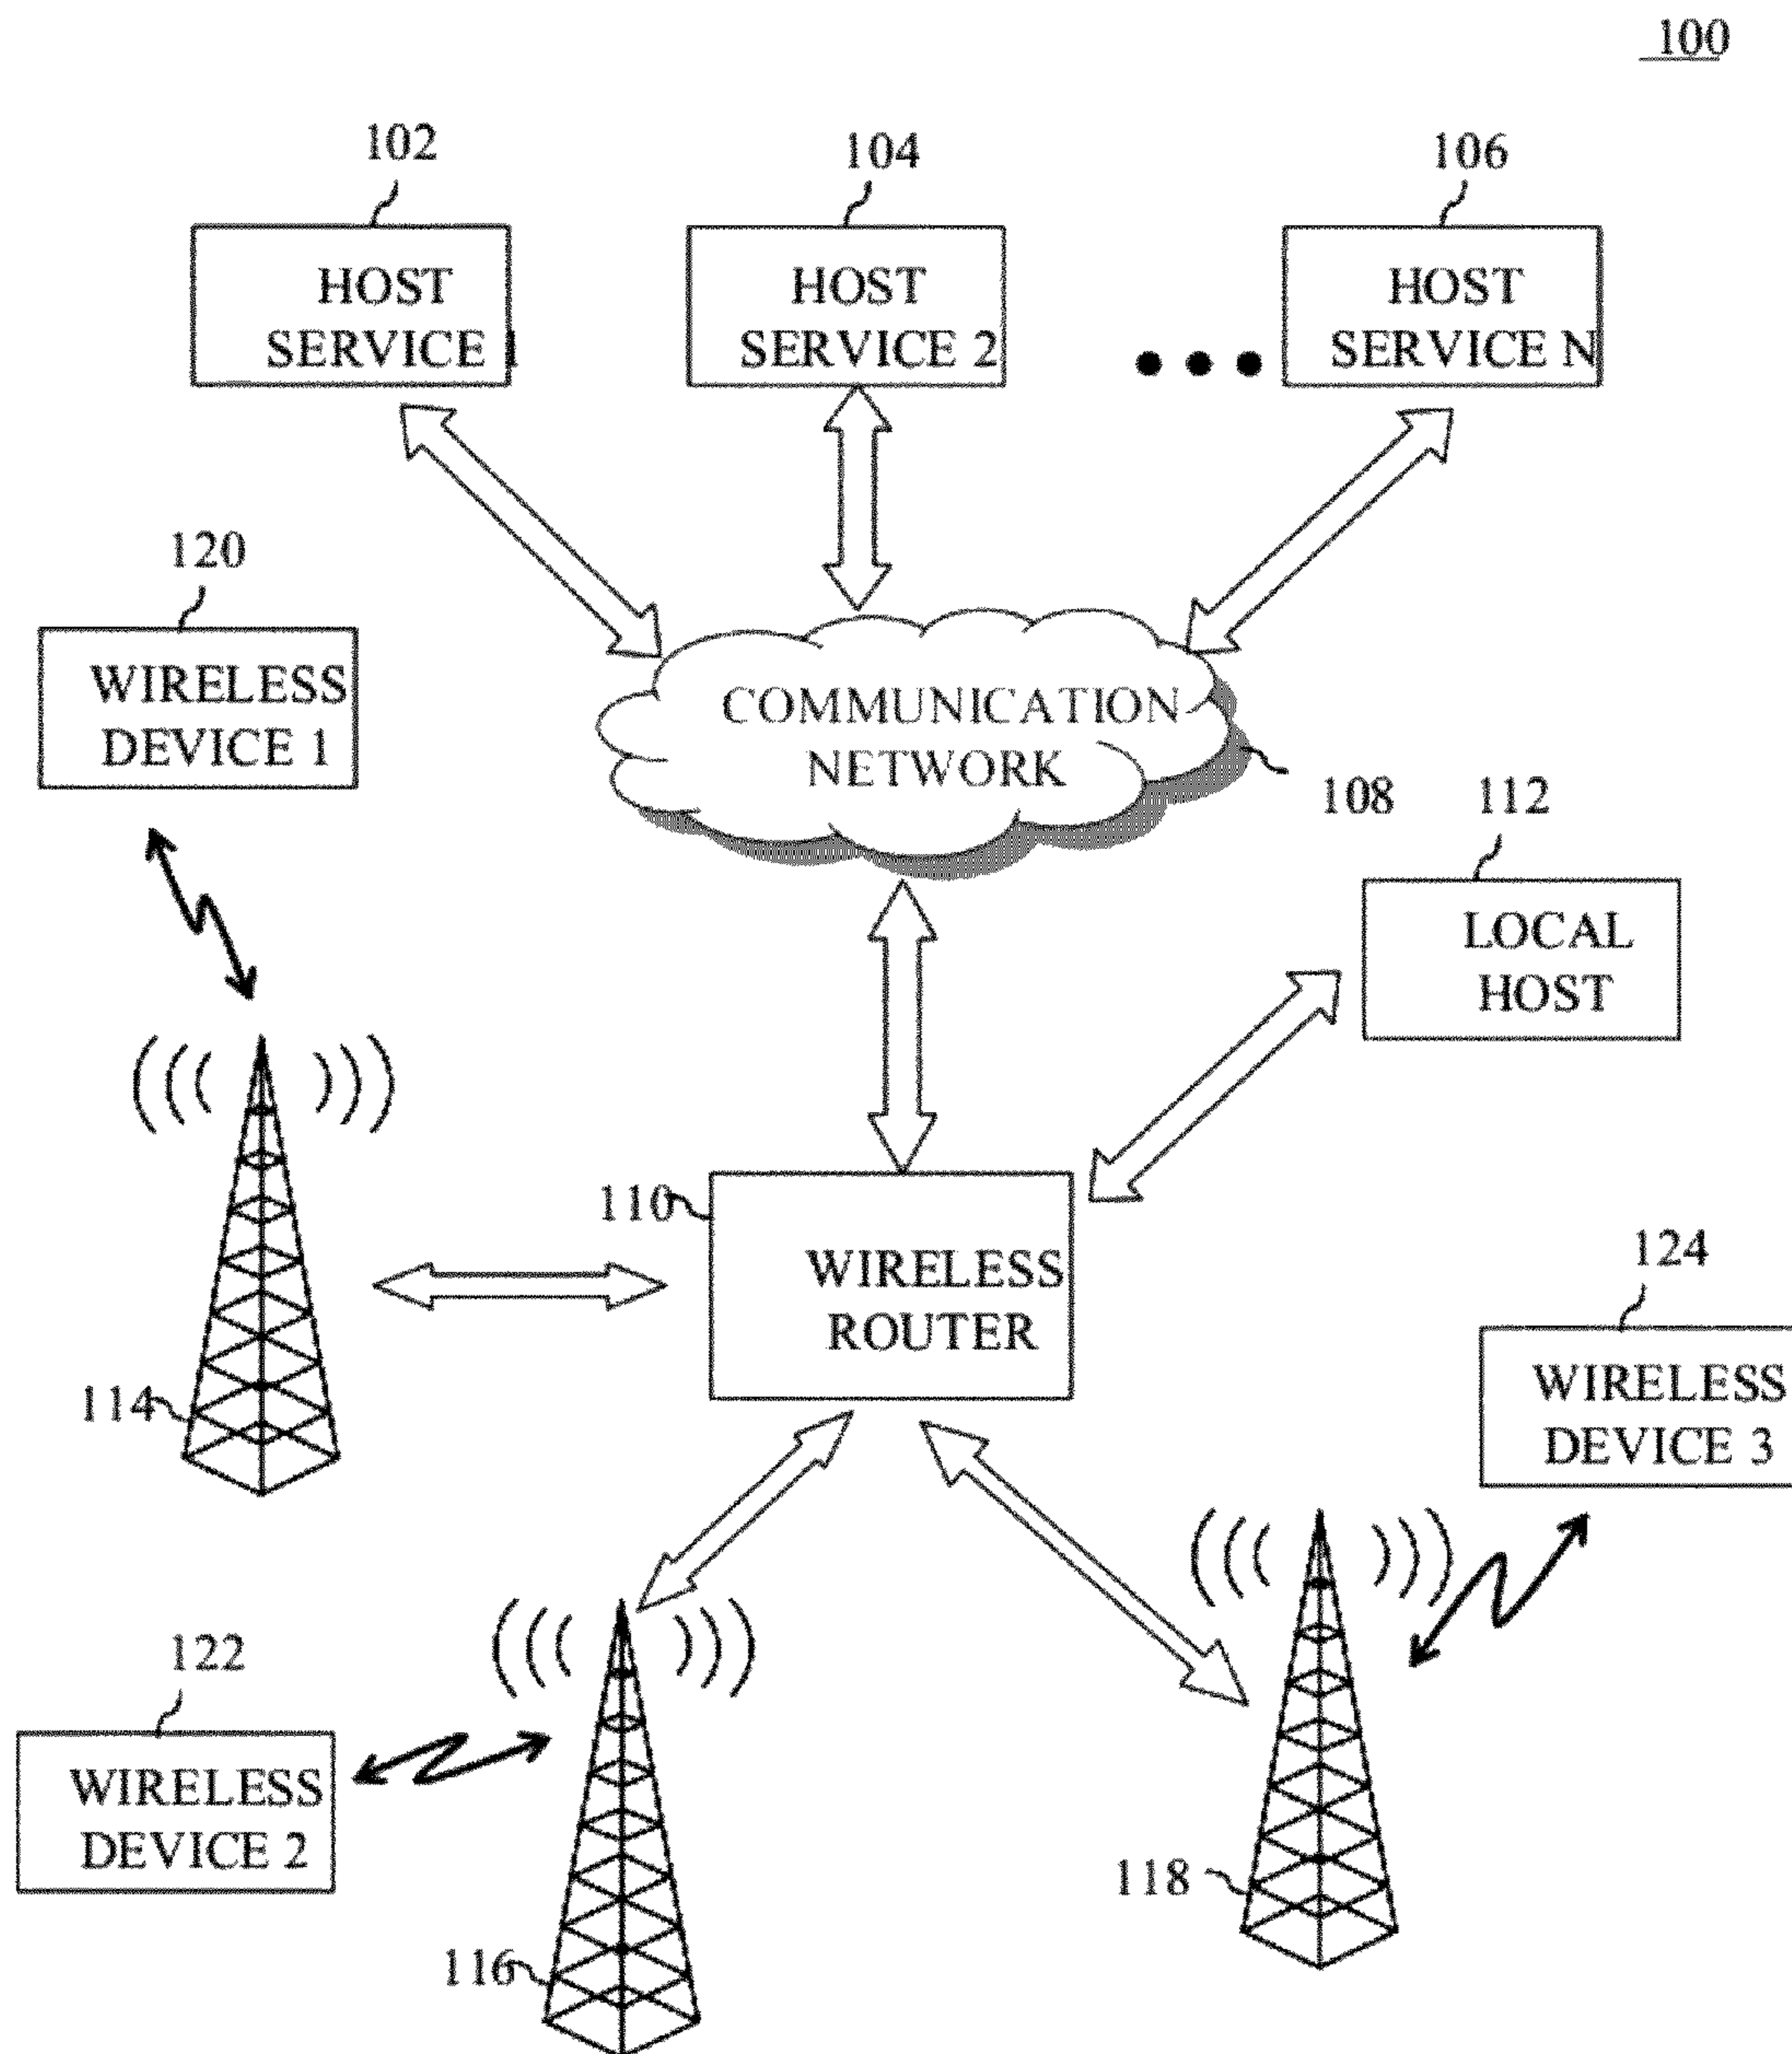 100
102
104
106
HOST
SERVICE 1
HOST
SERVICE 2
HOST
SERVICE N
120
WIRELESS
DEVICE 1
COMMUNICATION
NETWORK
108
112
LOCAL
HOST
110
WIRELESS
ROUTER
124
WIRELESS
DEVICE 3
114
122
WIRELESS
DEVICE 2
118
116